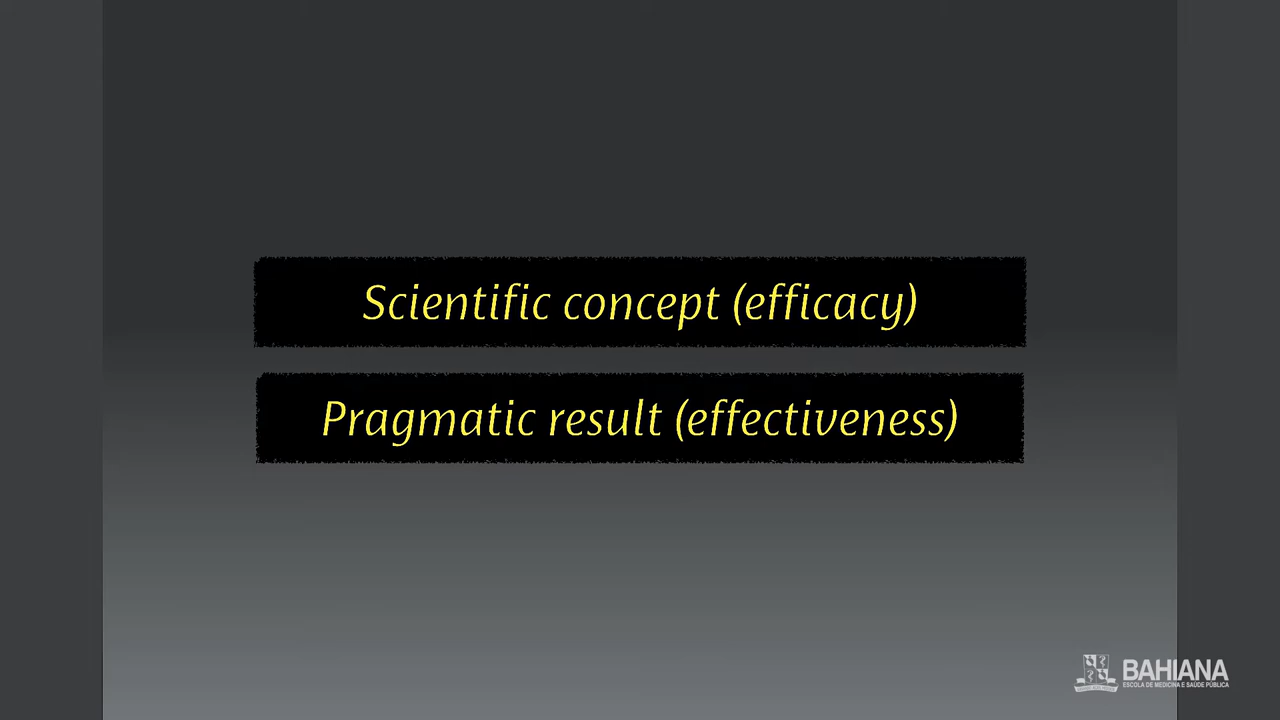 Scientific concept (efficacy)
Pragmatic result (effectiveness)
BAHIANA
ESCOLA DE MEDICINA E SAÚDE PÚBLICA